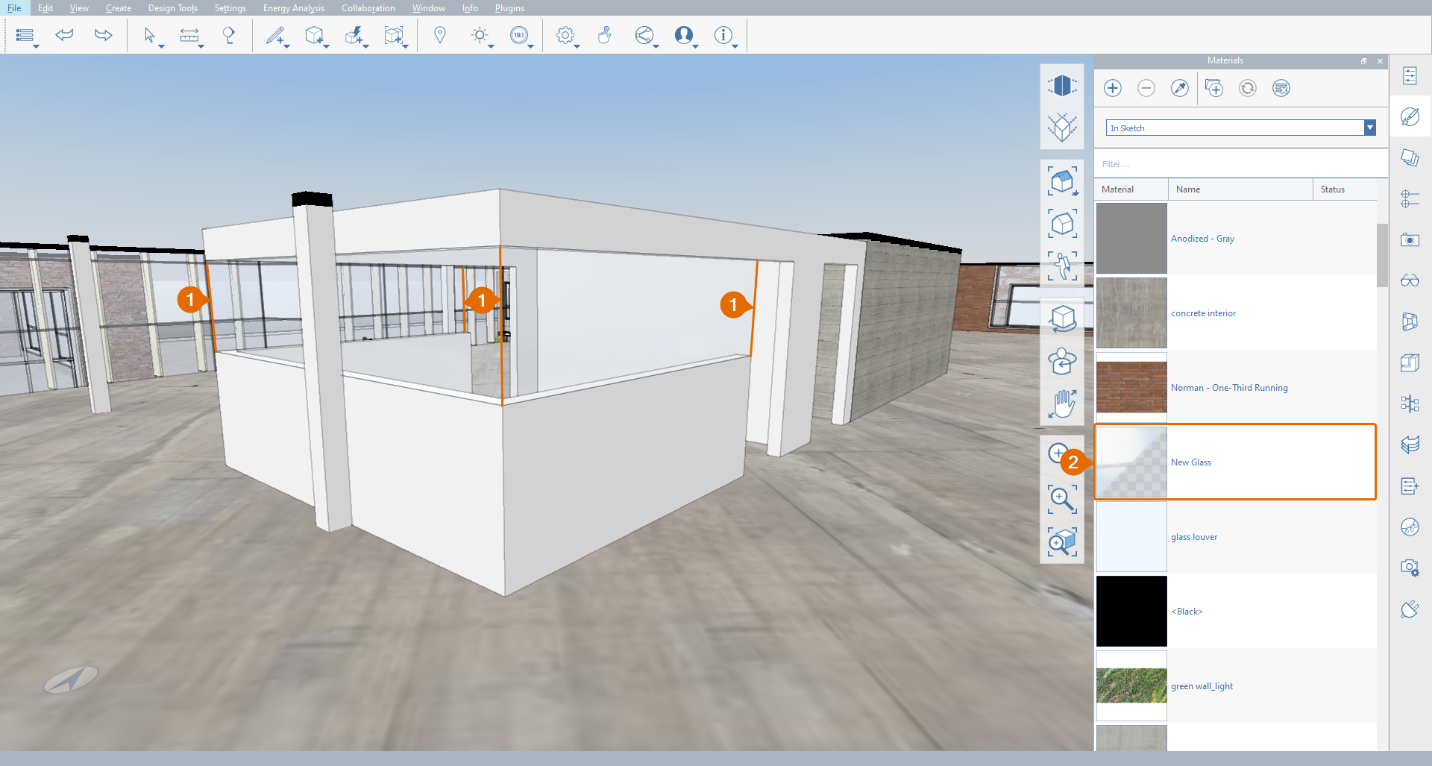 File Edit View Create Design Tools Settings Energy Analysis Collaboration Window Info Plugins
19.1
Materials
In Sketch
Filter...
Material Name Status
Anodized - Gray
concrete interior
Norman - One-Third Running
New Glass
glass louver
<Black>
green wall_light
1
1
1
2